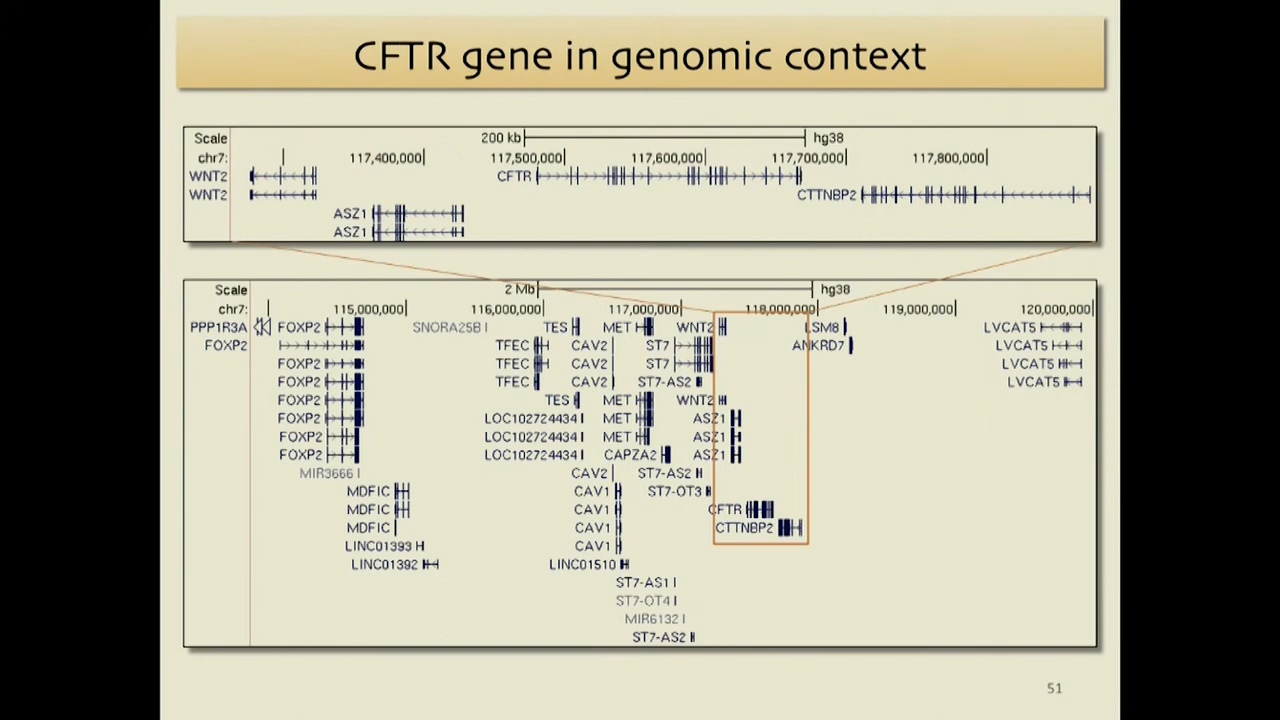 CFTR gene in genomic context
Scale 200 kb hg38
chr7: 117,400,000 117,500,000 117,600,000 117,700,000 117,800,000
WNT2 CFTR
WNT2 CTTNBP2
ASZ1
ASZ1
Scale 2 Mb hg38
chr7: 115,000,000 116,000,000 117,000,000 118,000,000 119,000,000 120,000,000
PPP1R3A FOXP2 SNORA25B TES MET WNT2 LSM8 LVCAT5
FOXP2 TFEC CAV2 ST7 ANKRD7 LVCAT5
FOXP2 TFEC CAV2 ST7 LVCAT5
FOXP2 TFEC CAV2 ST7-AS2 LVCAT5
FOXP2 TES MET WNT2
FOXP2 LOC102724434 MET ASZ1
FOXP2 LOC102724434 MET ASZ1
FOXP2 LOC102724434 CAPZA2 ASZ1
MIR3666 CAV2 ST7-AS2
MDFIC CAV1 ST7-OT3
MDFIC CAV1 CFTR
MDFIC CAV1 CTTNBP2
LINC01393 CAV1
LINC01392 LINC01510
ST7-AS1
ST7-OT4
MIR6132
ST7-AS2
51